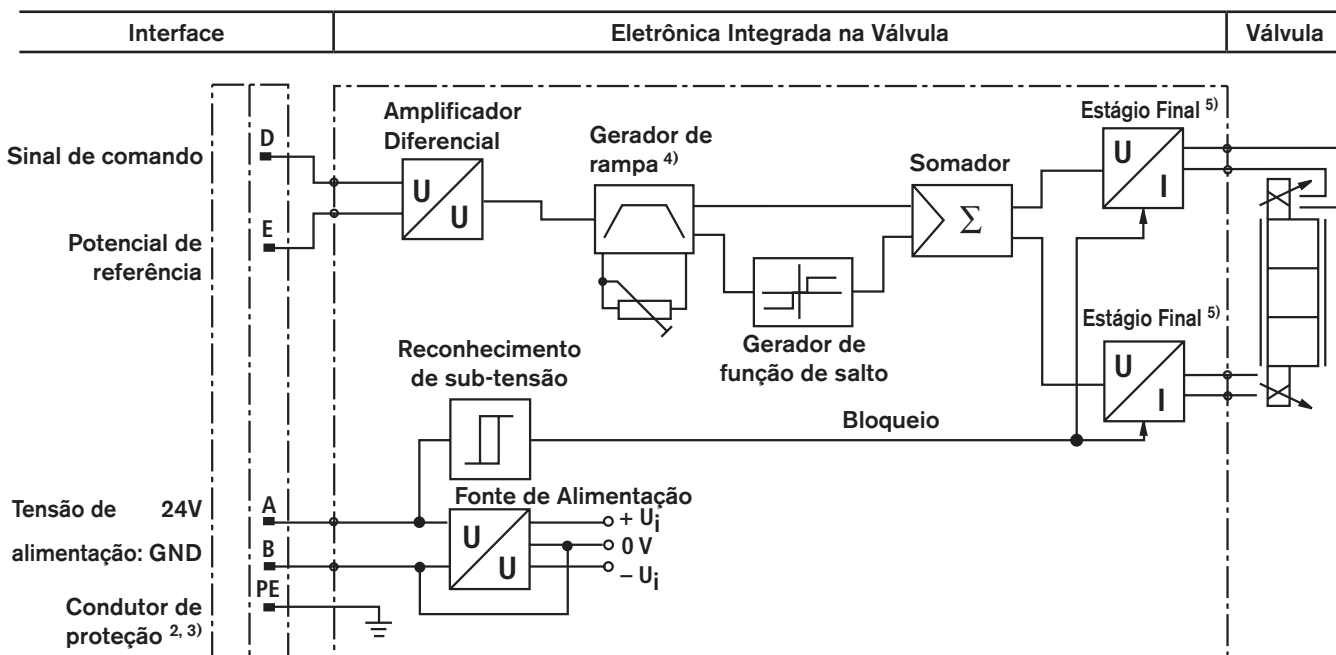 Interface
Eletrônica Integrada na Válvula
Válvula
Sinal de comando
D
Amplificador
Diferencial
U
U
Gerador de
rampa 4)
Somador
Σ
Estágio Final 5)
U
I
Potencial de
referência
E
Gerador de
função de salto
Estágio Final 5)
U
I
Reconhecimento
de sub-tensão
Bloqueio
Tensão de 24V
alimentação: GND
A
B
Fonte de Alimentação
U
U
+ Ui
0 V
– Ui
PE
Condutor de
proteção 2, 3)